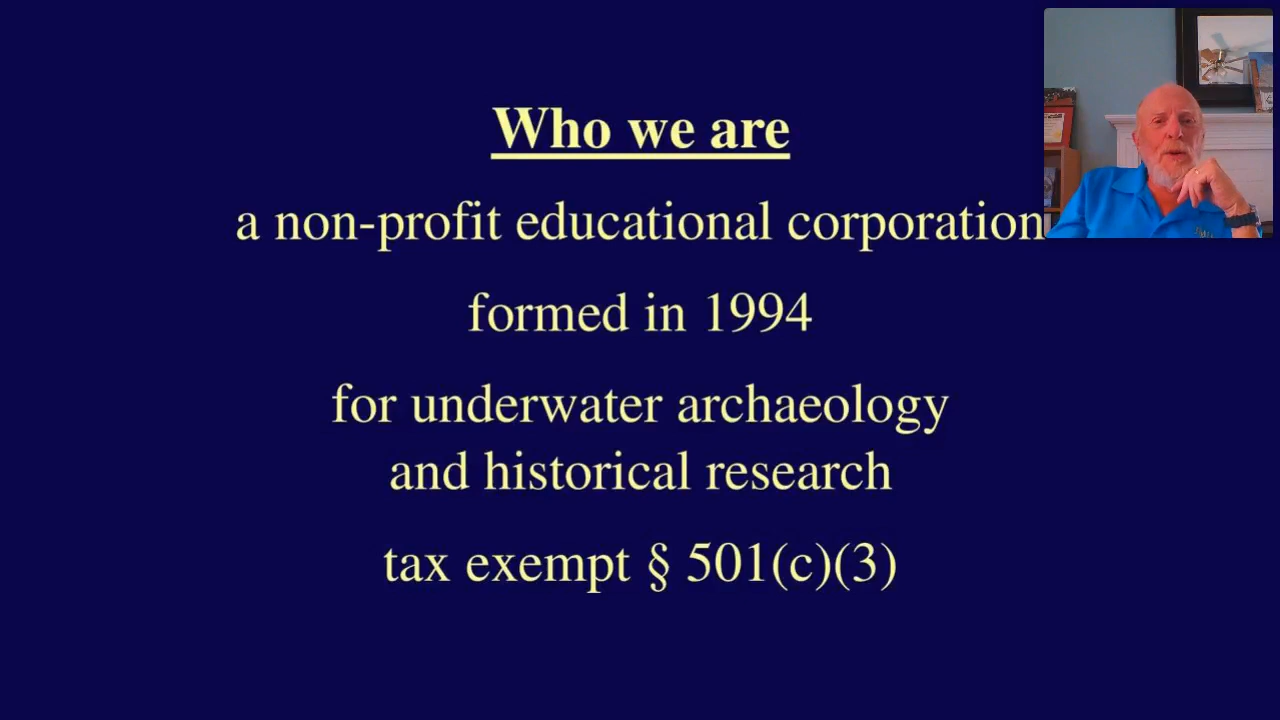 Who we are
a non-profit educational corporation
formed in 1994
for underwater archaeology
and historical research
tax exempt § 501(c)(3)